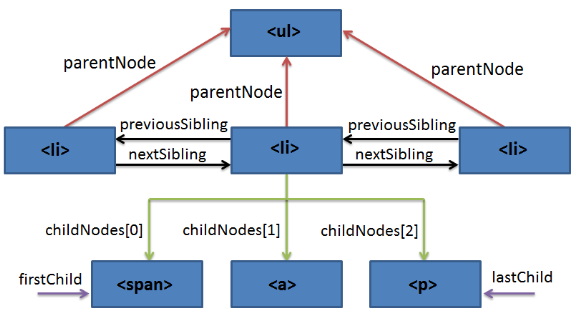 <ul>
parentNode
parentNode
parentNode
previousSibling
previousSibling
<li>
<li>
<li>
nextSibling
nextSibling
childNodes[0]
childNodes[1]
childNodes[2]
firstChild
<span>
<a>
<p>
lastChild